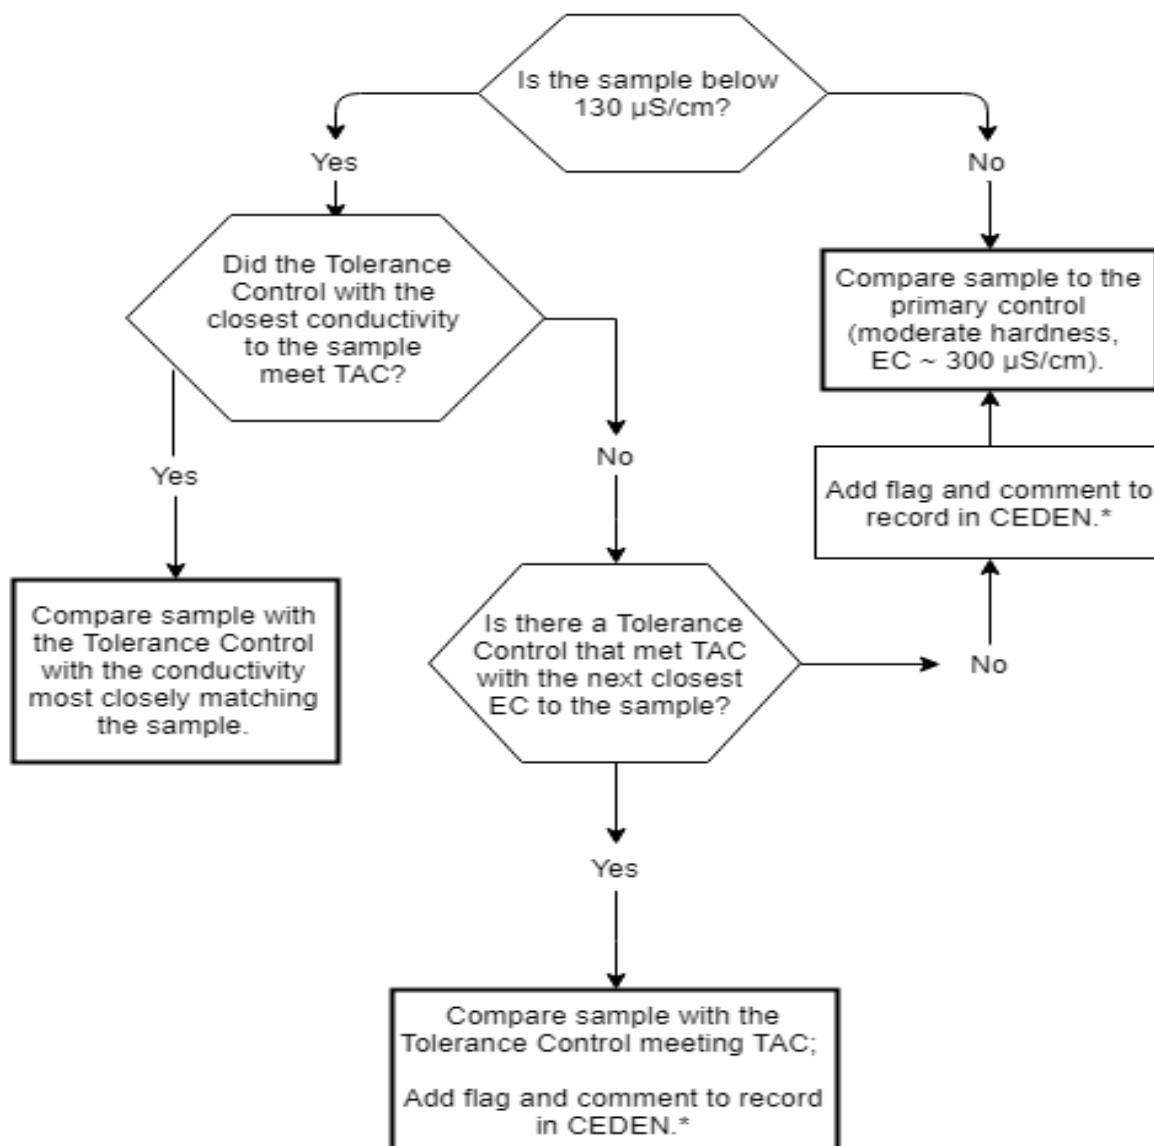 Is the sample below
130 µS/cm?
Yes
No
Did the Tolerance
Control with the
closest conductivity
to the sample
meet TAC?
Compare sample to the
primary control
(moderate hardness,
EC ~ 300 µS/cm).
Yes
No
Add flag and comment to
record in CEDEN.*
Compare sample with
the Tolerance Control
with the conductivity
most closely matching
the sample.
Is there a Tolerance
Control that met TAC
with the next closest
EC to the sample?
No
Yes
Compare sample with the
Tolerance Control meeting TAC;
Add flag and comment to record
in CEDEN.*